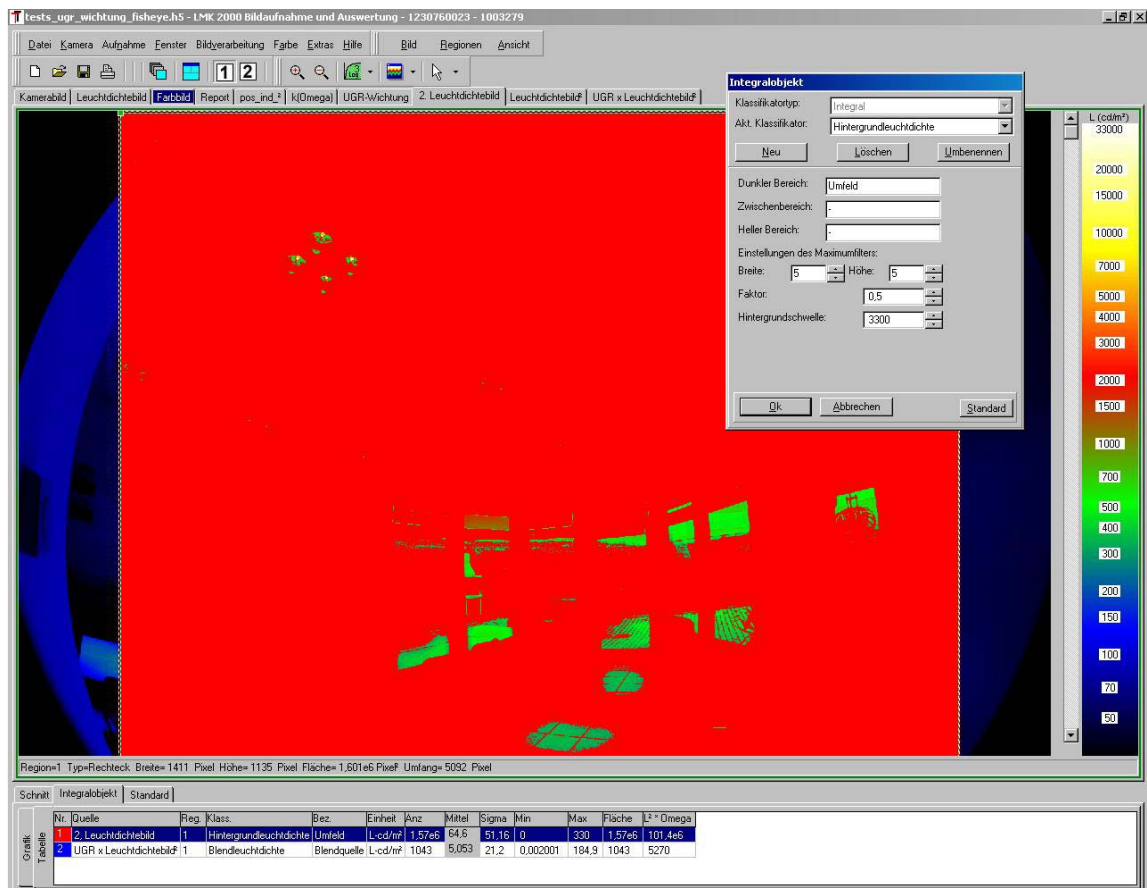 tests_ugr_wichtung_fisheye.h5 - LMK 2000 Bildaufnahme und Auswertung - 1230760023 - 1003279
Datei Kamera Aufnahme Fenster Bildverarbeitung Farbe Extras Hilfe Bild Regionen Ansicht
1 2
Kamerabild Leuchtdichtebild Farbbild Report pos_ind_² k(Omega) UGR-Wichtung 2. Leuchtdichtebild Leuchtdichtebild² UGR x Leuchtdichtebild²
Integralobjekt
Klassifikatortyp: Integral
Akt. Klassifikator: Hintergrundleuchtdichte
Neu Löschen Umbenennen
Dunkler Bereich: Umfeld
Zwischenbereich: -
Heller Bereich: -
Einstellungen des Maximumfilters:
Breite: 5 Höhe: 5
Faktor: 0,5
Hintergrundschwelle: 3300
Ok Abbrechen Standard
L (cd/m²)
33000
20000
15000
10000
7000
5000
4000
3000
2000
1500
1000
700
500
400
300
200
150
100
70
50
Region=1 Typ=Rechteck Breite= 1411 Pixel Höhe= 1135 Pixel Fläche= 1,601e6 Pixel² Umfang= 5092 Pixel
Schnitt Integralobjekt Standard
Grafik
Tabelle
Nr. Quelle Reg. Klass. Bez. Einheit Anz Mittel Sigma Min Max Fläche L² * Omega
1 2. Leuchtdichtebild 1 Hintergrundleuchtdichte Umfeld L-cd/m² 1,57e6 64,6 51,16 0 330 1,57e6 101,4e6
2 UGR x Leuchtdichtebild² 1 Blendleuchtdichte Blendquelle L-cd/m² 1043 5,053 21,2 0,002001 184,9 1043 5270